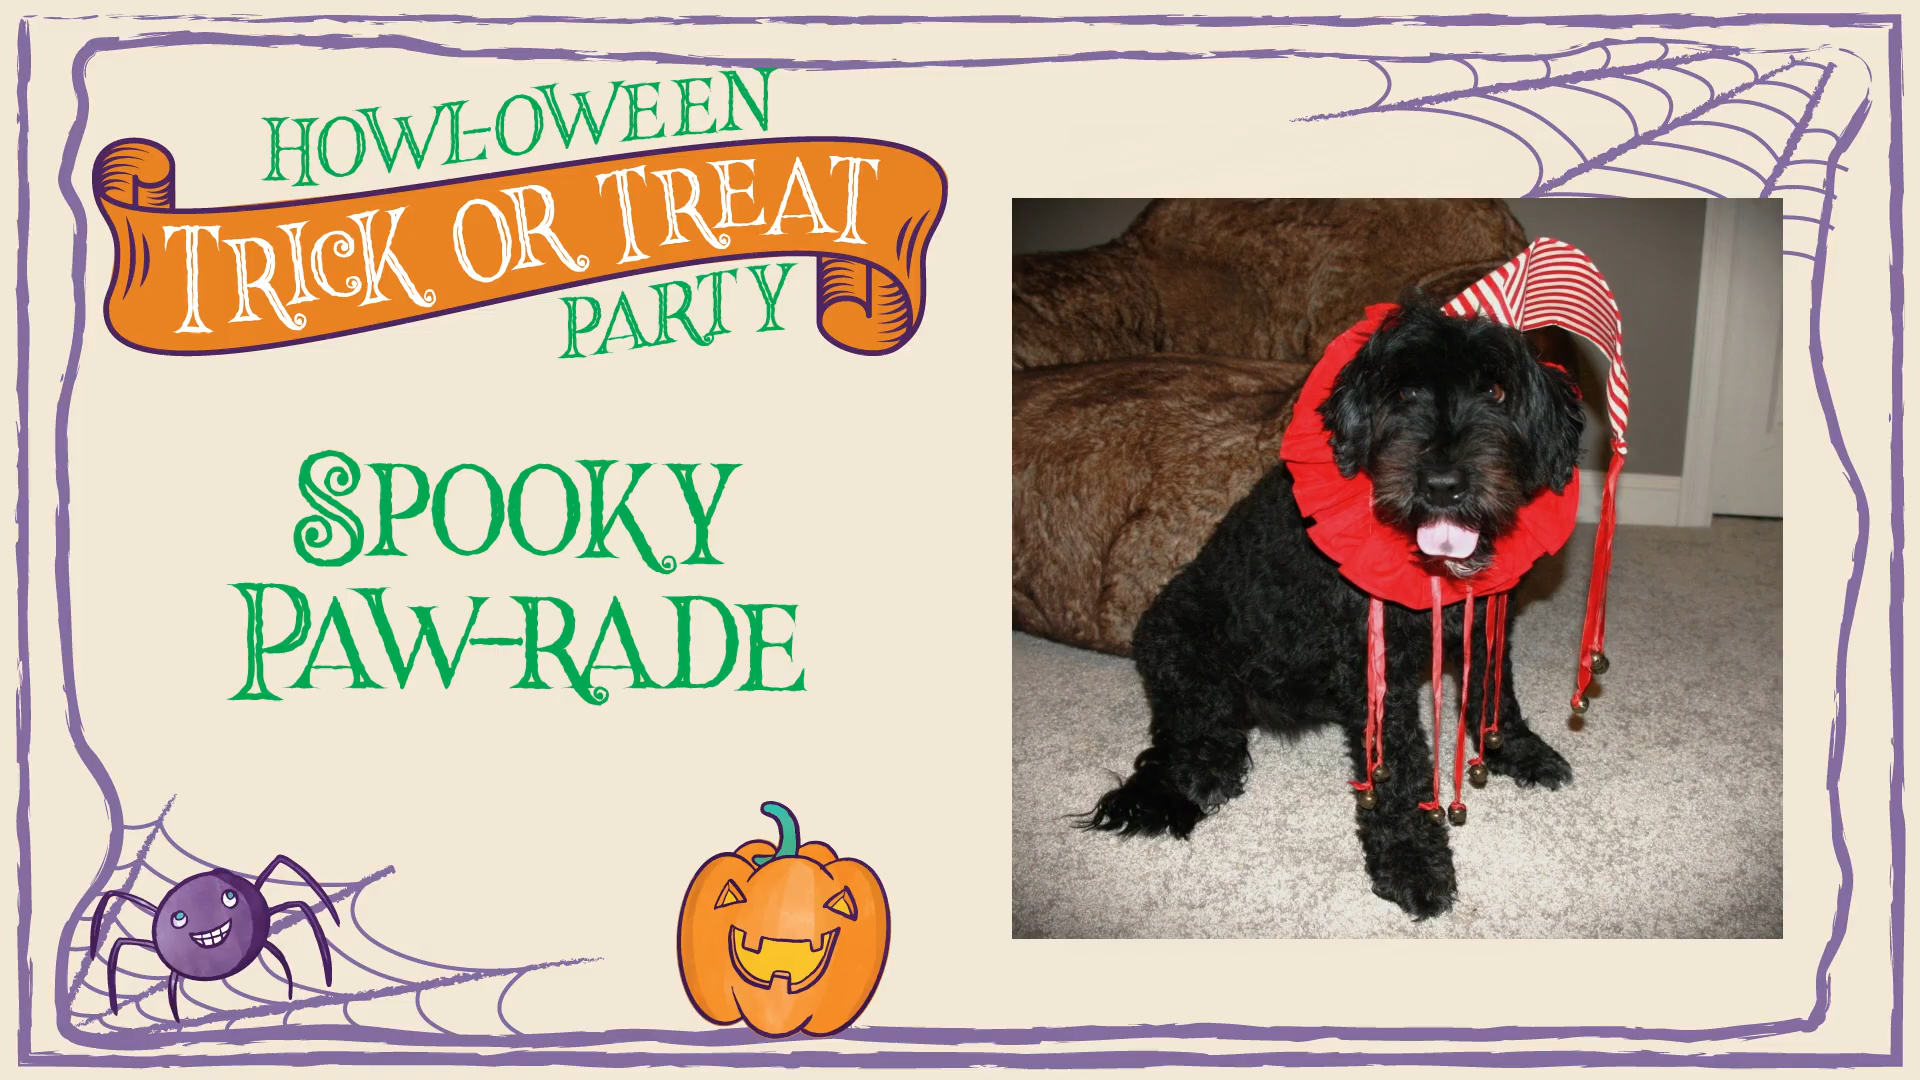 HOWL-OWEEN
TRICK OR TREAT
PARTY
SPOOKY
PAW-RADE